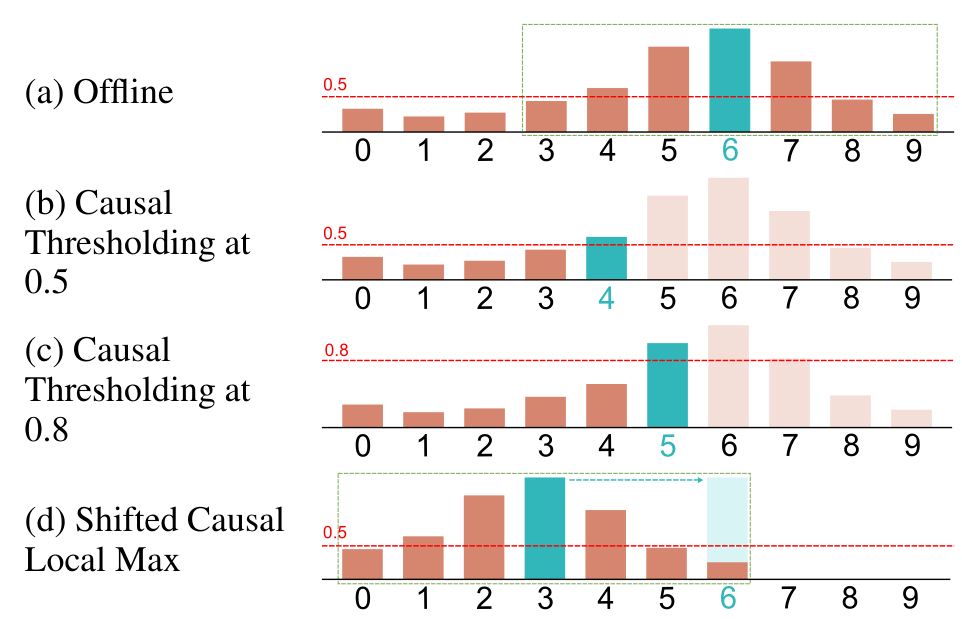 (a) Offline
0.5
0 1 2 3 4 5 6 7 8 9
(b) Causal
Thresholding at
0.5
0.5
0 1 2 3 4 5 6 7 8 9
(c) Causal
Thresholding at
0.8
0.8
0 1 2 3 4 5 6 7 8 9
(d) Shifted Causal
Local Max
0.5
0 1 2 3 4 5 6 7 8 9